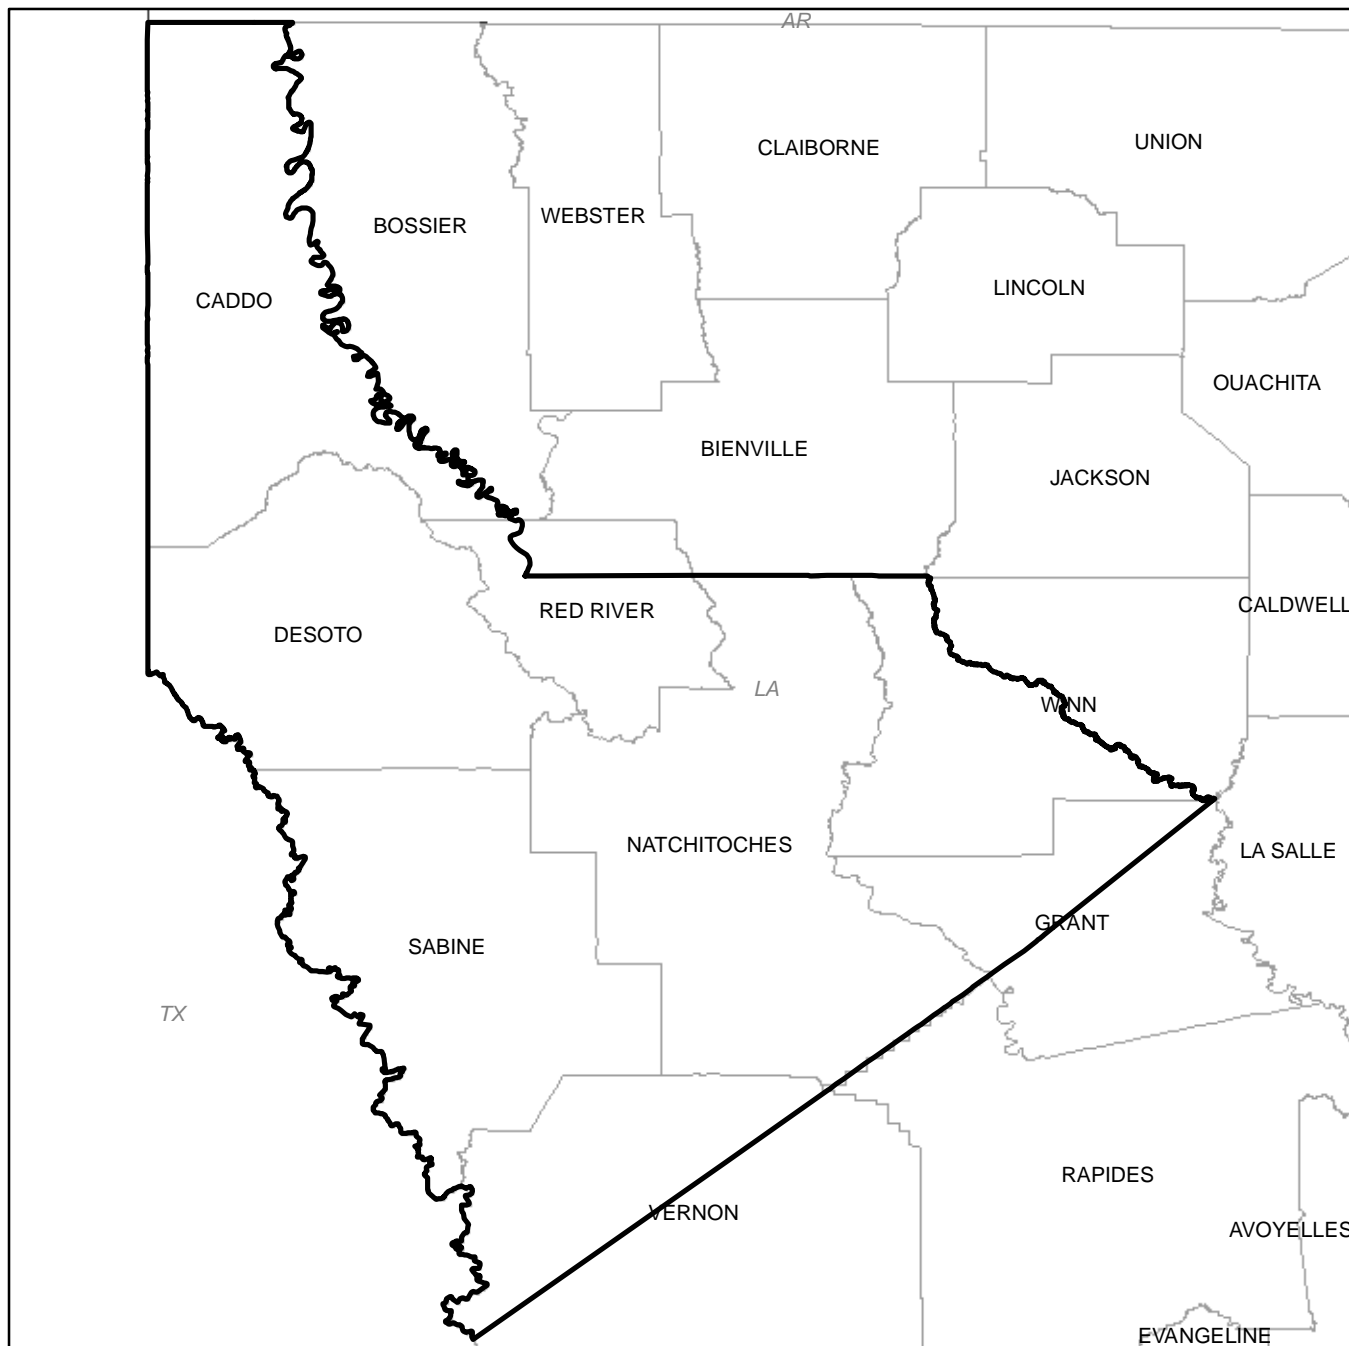 AR
UNION
CLAIBORNE
WEBSTER
BOSSIER
LINCOLN
CADDO
OUACHITA
BIENVILLE
JACKSON
CALDWELL
RED RIVER
DESOTO
LA
WINN
NATCHITOCHES
LA SALLE
GRANT
SABINE
TX
RAPIDES
VERNON
AVOYELLES
EVANGELINE